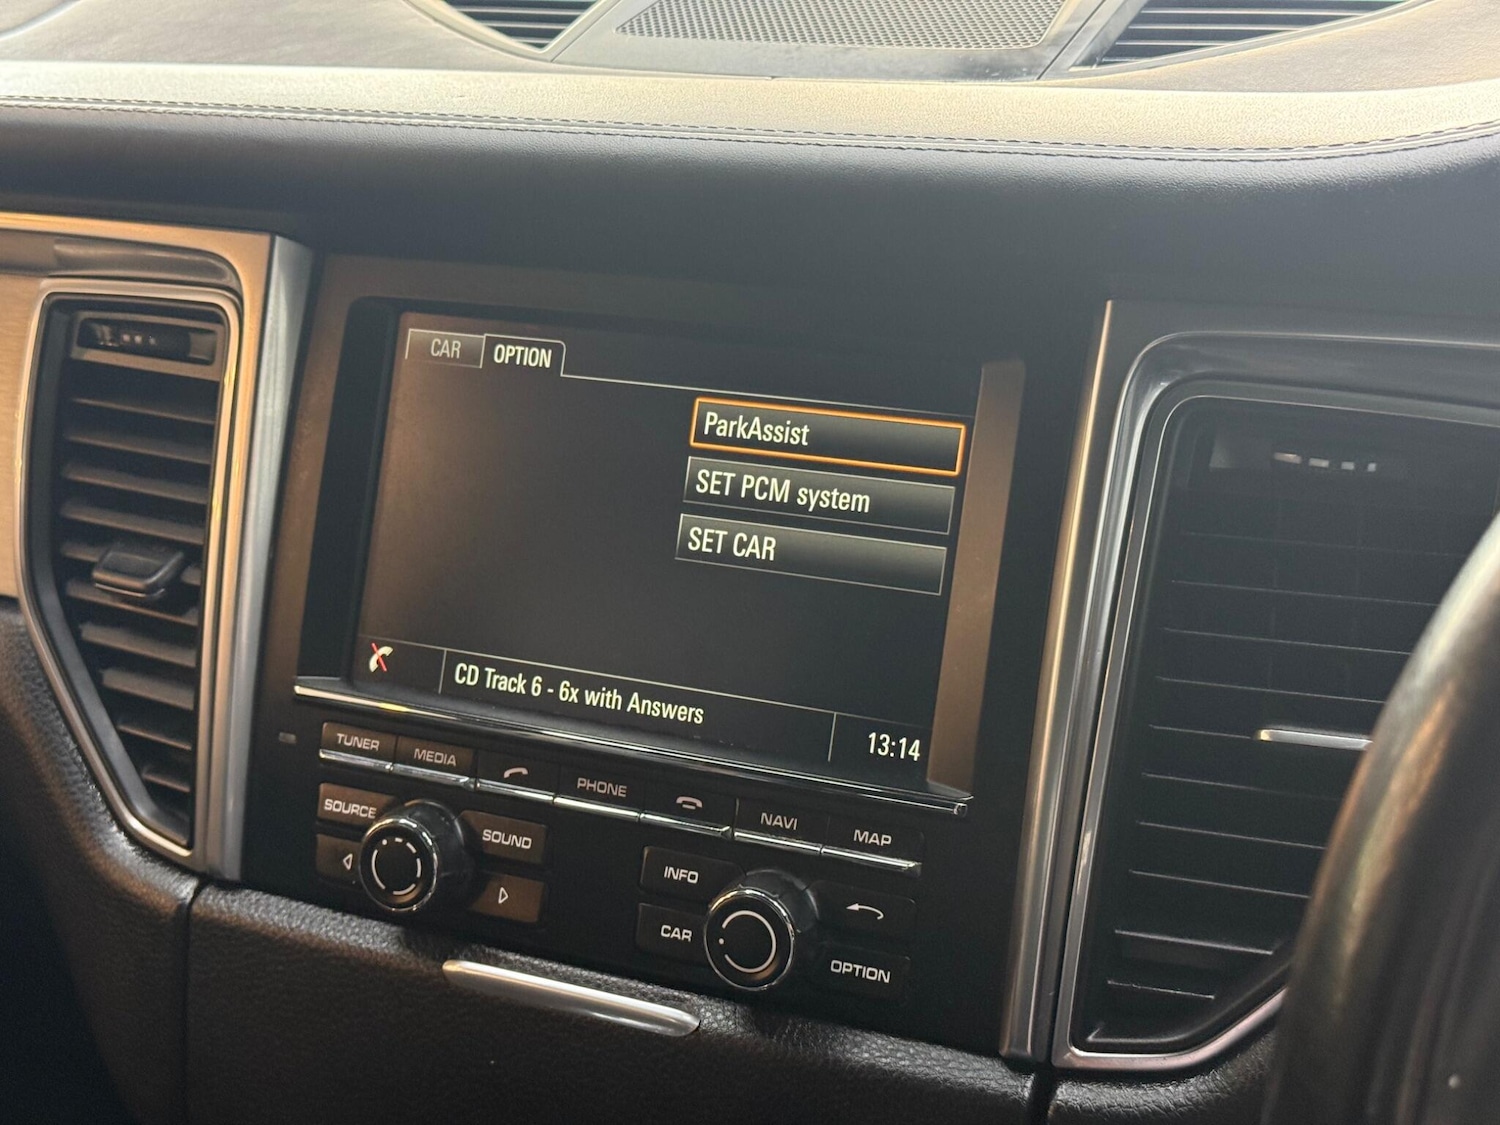 CAR
OPTION
ParkAssist
SET PCM system
SET CAR
CD Track 6 - 6x with Answers
13:14
TUNER
MEDIA
PHONE
NAVI
MAP
SOURCE
SOUND
INFO
CAR
OPTION